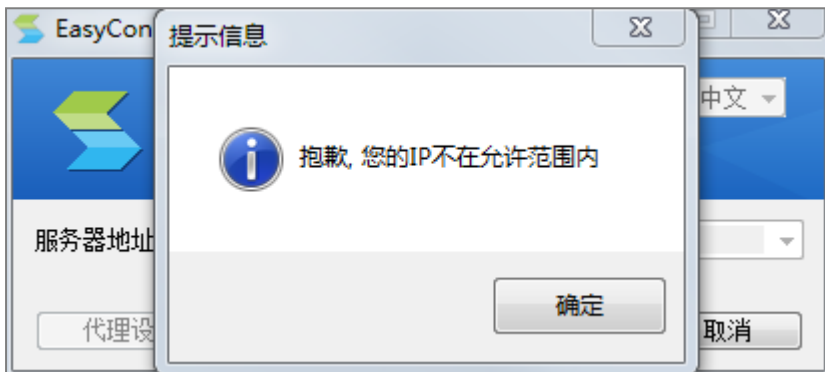 EasyCon
提示信息
中文
抱歉, 您的IP不在允许范围内
服务器地址
确定
代理设
取消